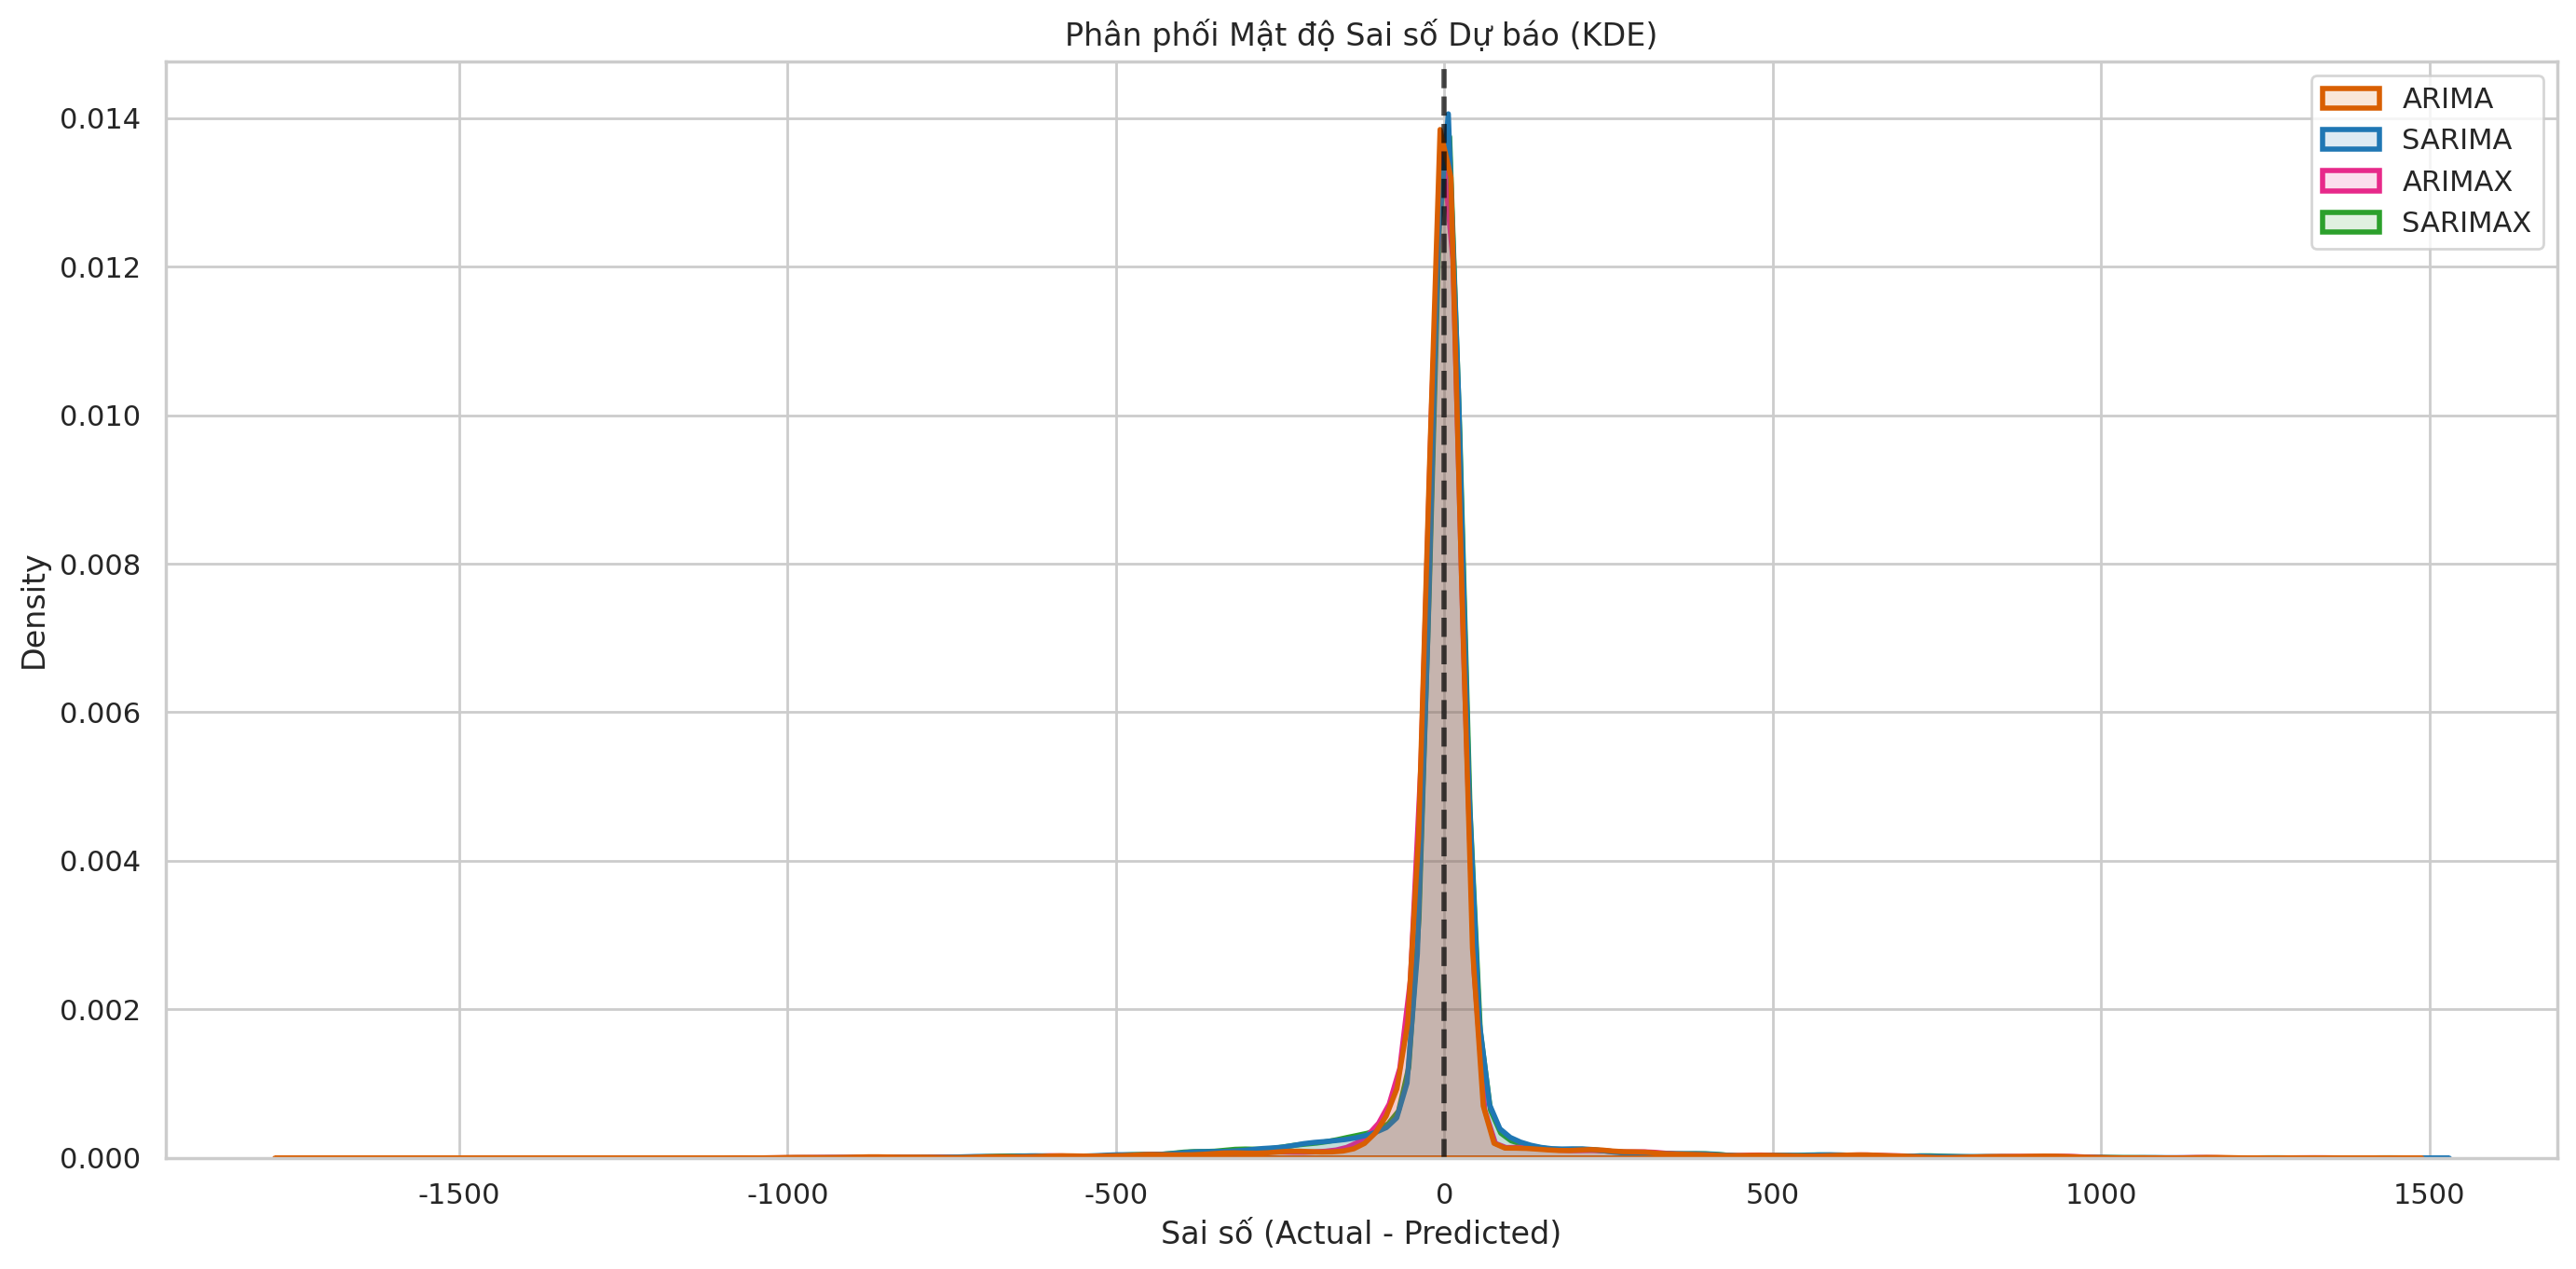 Phân phối Mật độ Sai số Dự báo (KDE)
ARIMA
SARIMA
ARIMAX
SARIMAX
0.014
0.012
0.010
0.008
0.006
0.004
0.002
0.000
Density
-1500
-1000
-500
0
500
1000
1500
Sai số (Actual - Predicted)